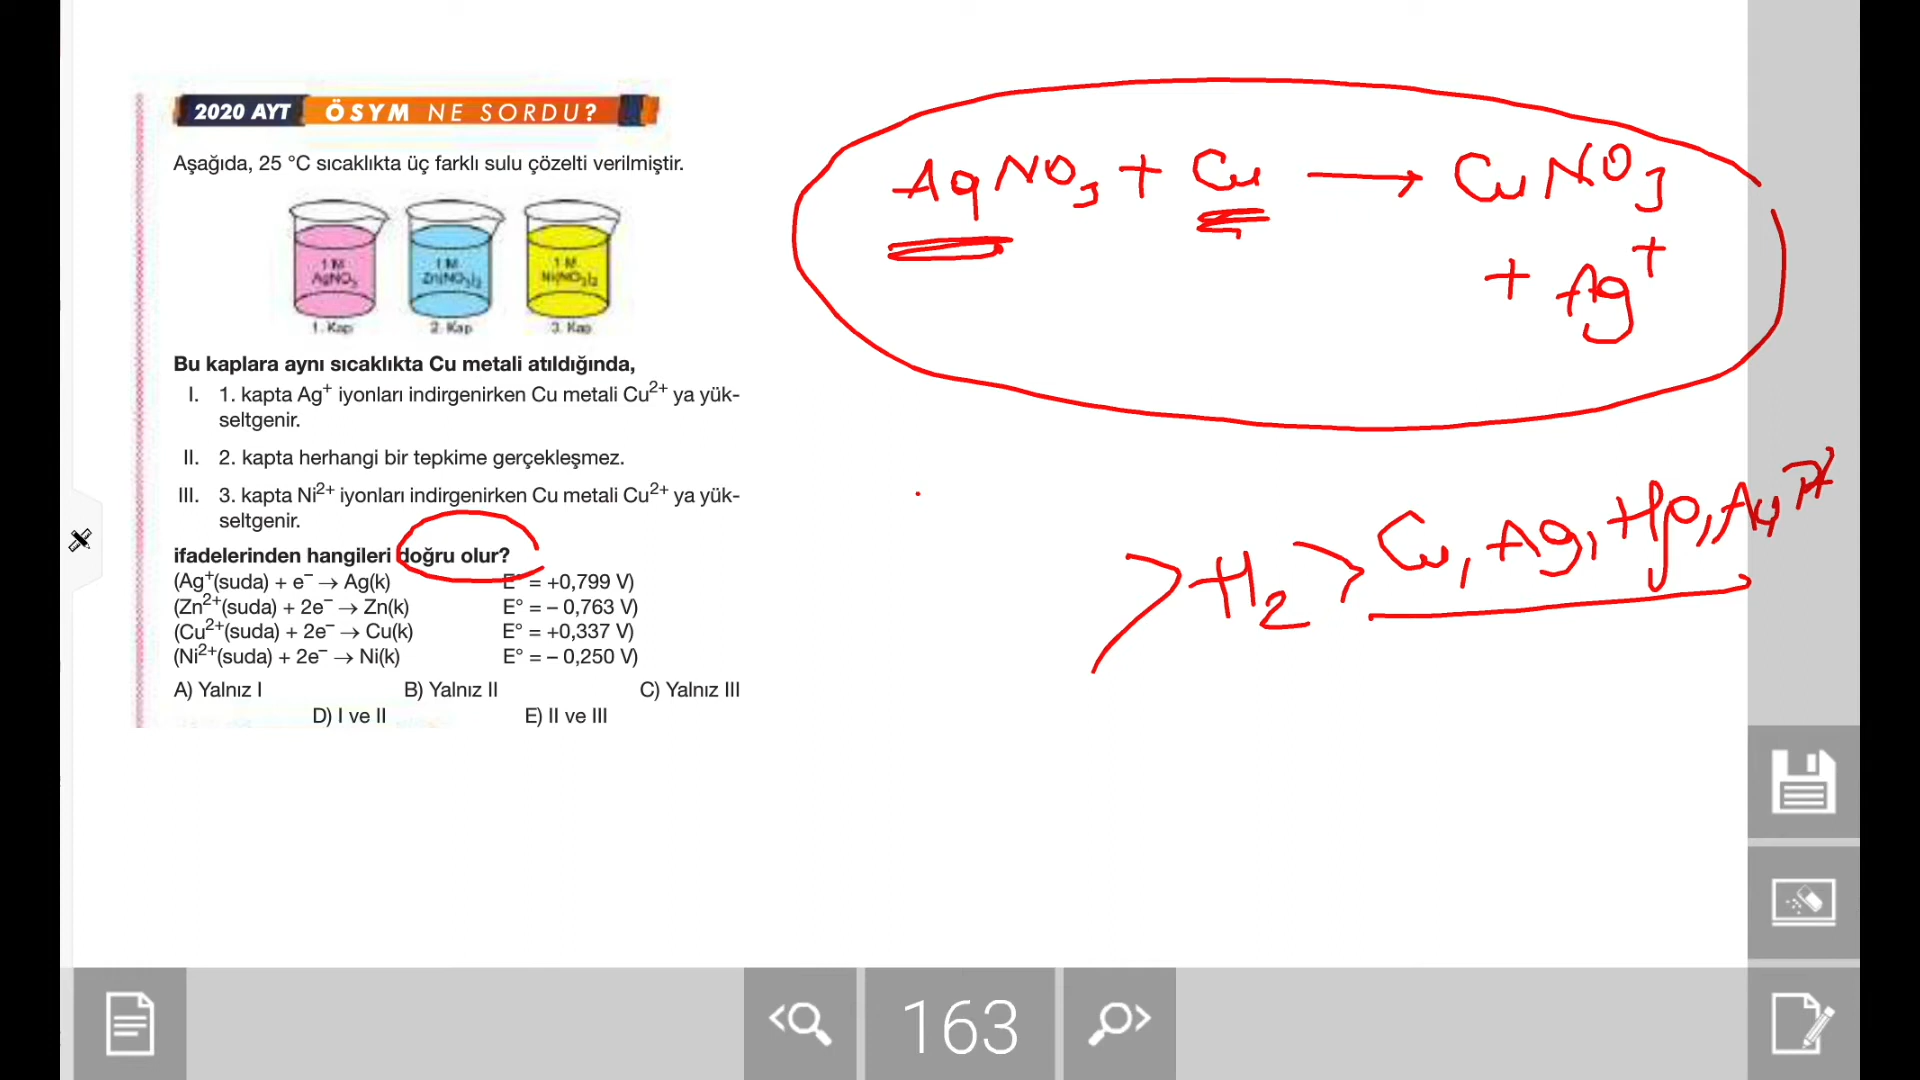 2020 AYT ÖSYM NE SORDU?
Aşağıda, 25 °C sıcaklıkta üç farklı sulu çözelti verilmiştir.
1 M AgNO₃
1 M Zn(NO₃)₂
1 M Ni(NO₃)₂
1. Kap 2. Kap 3. Kap
Bu kaplara aynı sıcaklıkta Cu metali atıldığında,
I. 1. kapta Ag⁺ iyonları indirgenirken Cu metali Cu²⁺ ya yük-
seltgenir.
II. 2. kapta herhangi bir tepkime gerçekleşmez.
III. 3. kapta Ni²⁺ iyonları indirgenirken Cu metali Cu²⁺ ya yük-
seltgenir.
ifadelerinden hangileri doğru olur?
(Ag⁺(suda) + e⁻ → Ag(k) E° = +0,799 V)
(Zn²⁺(suda) + 2e⁻ → Zn(k) E° = – 0,763 V)
(Cu²⁺(suda) + 2e⁻ → Cu(k) E° = +0,337 V)
(Ni²⁺(suda) + 2e⁻ → Ni(k) E° = – 0,250 V)
A) Yalnız I B) Yalnız II C) Yalnız III
D) I ve II E) II ve III
AgNO₃ + Cu → CuNO₃
+ Ag⁺
> H₂ > Cu, Ag,
163